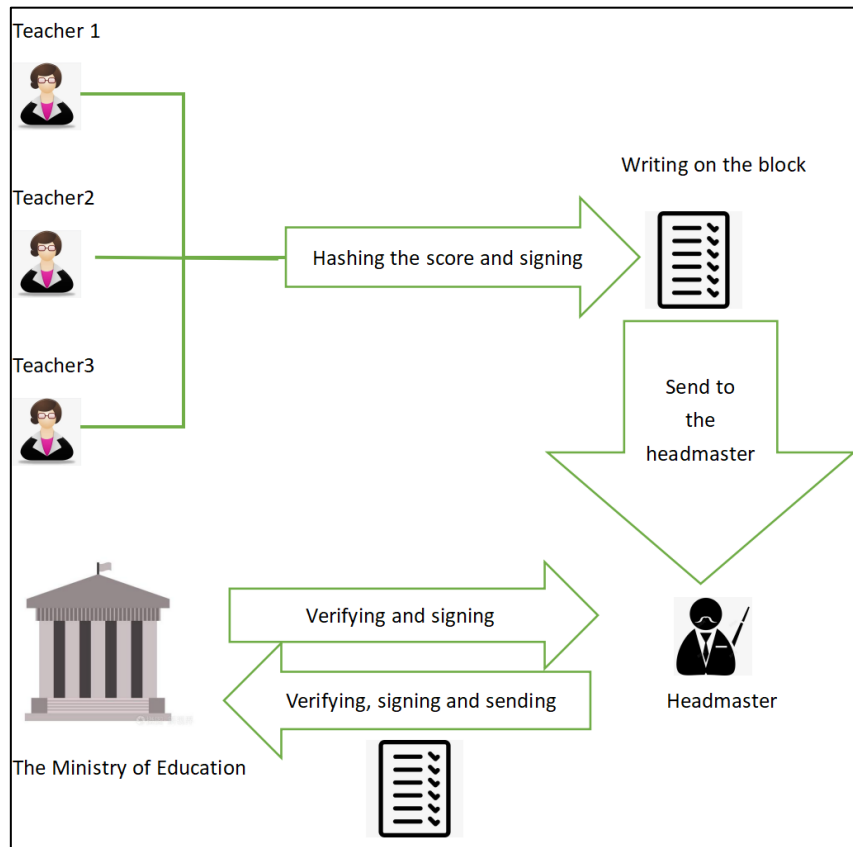 Teacher 1
Writing on the block
Teacher2
Hashing the score and signing
Teacher3
Send to
the
headmaster
Verifying and signing
Verifying, signing and sending
Headmaster
The Ministry of Education